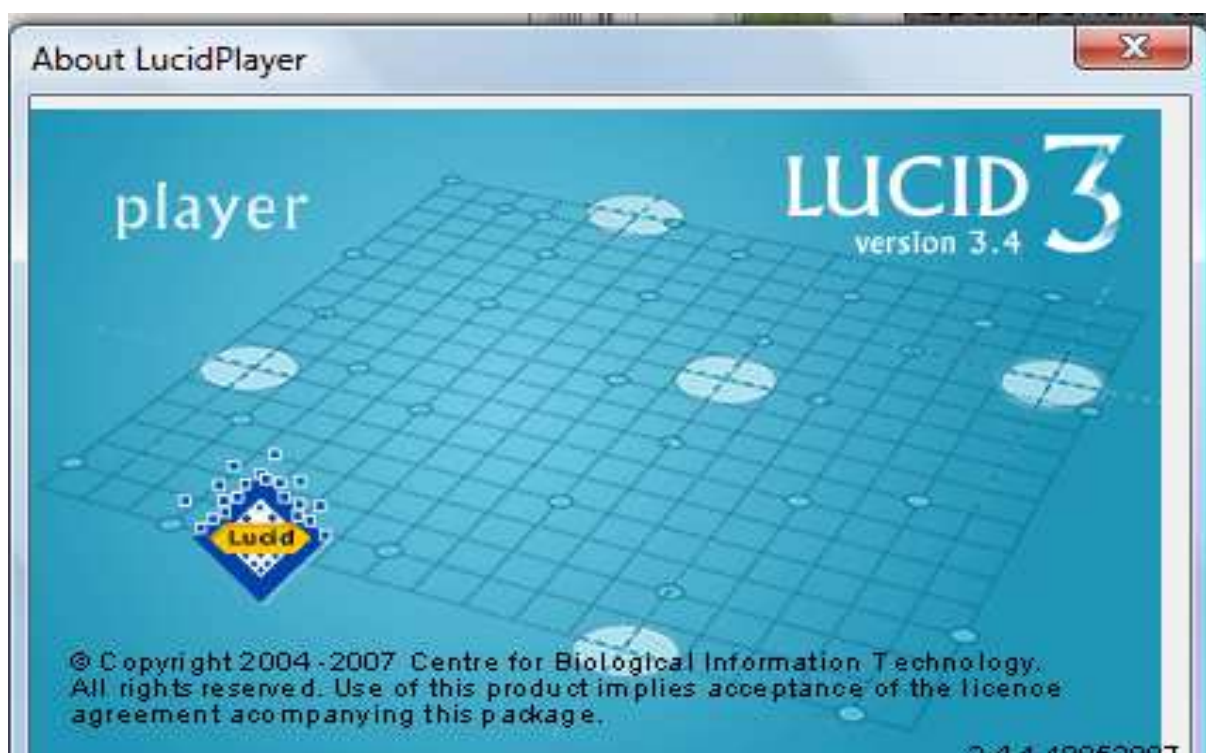 About LucidPlayer
player
LUCID 3
version 3.4
Lucid
© Copyright 2004-2007 Centre for Biological Information Technology.
All rights reserved. Use of this product implies acceptance of the licence
agreement acompanying this package.